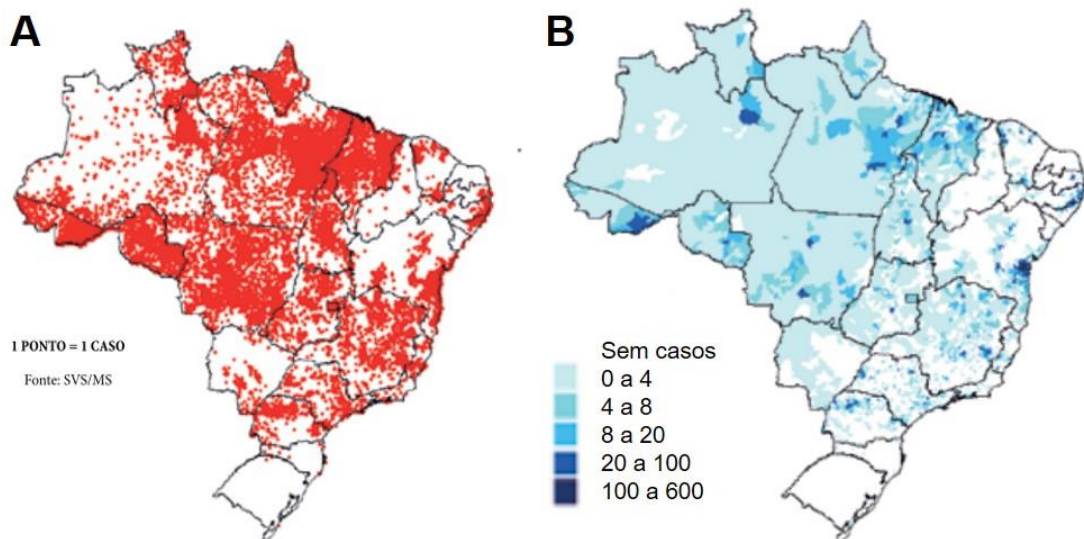 A
B
1 PONTO = 1 CASO
Fonte: SVS/MS
Sem casos
0 a 4
4 a 8
8 a 20
20 a 100
100 a 600